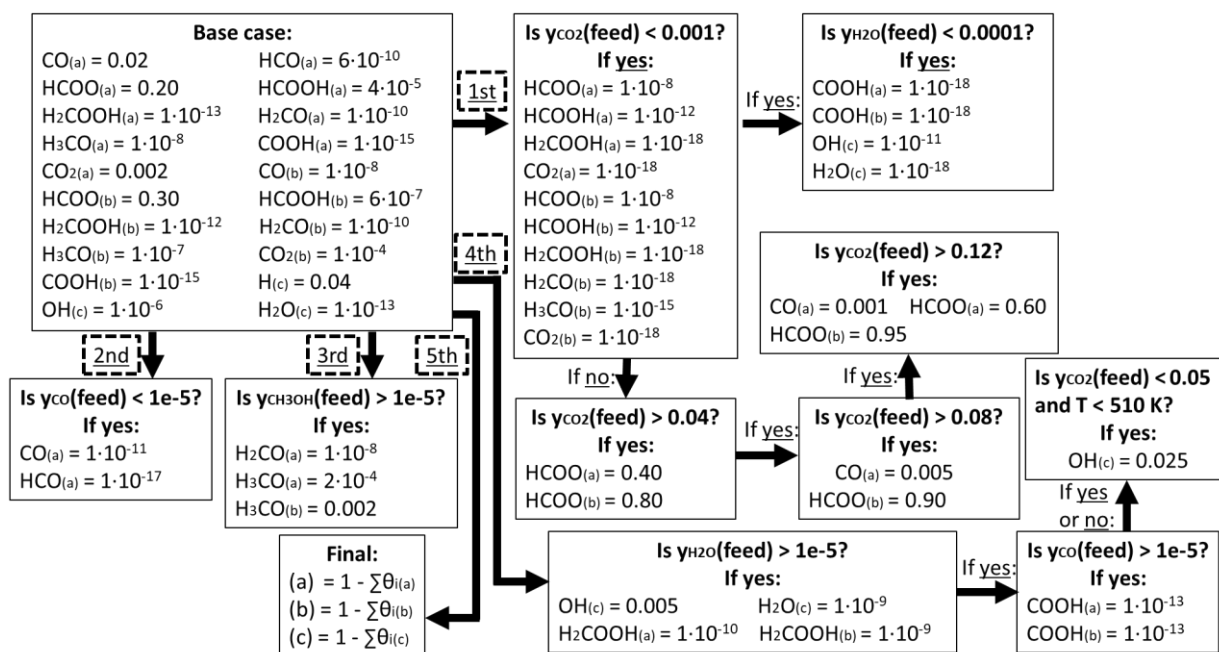 Base case:
CO(a) = 0.02
HCO(a) = 6·10-10
HCOO(a) = 0.20
HCOOH(a) = 4·10-5
H2COOH(a) = 1·10-13
H2CO(a) = 1·10-10
H3CO(a) = 1·10-8
COOH(a) = 1·10-15
CO2(a) = 0.002
CO(b) = 1·10-8
HCOO(b) = 0.30
HCOOH(b) = 6·10-7
H2COOH(b) = 1·10-12
H2CO(b) = 1·10-10
H3CO(b) = 1·10-7
CO2(b) = 1·10-4
COOH(b) = 1·10-15
H(c) = 0.04
OH(c) = 1·10-6
H2O(c) = 1·10-13
1st
Is yCO2(feed) < 0.001?
If yes:
HCOO(a) = 1·10-8
HCOOH(a) = 1·10-12
H2COOH(a) = 1·10-18
CO2(a) = 1·10-18
HCOO(b) = 1·10-8
HCOOH(b) = 1·10-12
H2COOH(b) = 1·10-18
H2CO(b) = 1·10-18
H3CO(b) = 1·10-15
CO2(b) = 1·10-18
If yes:
Is yH2O(feed) < 0.0001?
If yes:
COOH(a) = 1·10-18
COOH(b) = 1·10-18
OH(c) = 1·10-11
H2O(c) = 1·10-18
If no:
Is yCO2(feed) > 0.04?
If yes:
HCOO(a) = 0.40
HCOO(b) = 0.80
If yes:
Is yCO2(feed) > 0.08?
If yes:
CO(a) = 0.005
HCOO(b) = 0.90
If yes:
Is yCO2(feed) > 0.12?
If yes:
CO(a) = 0.001 HCOO(a) = 0.60
HCOO(b) = 0.95
2nd
Is yCO(feed) < 1e-5?
If yes:
CO(a) = 1·10-11
HCO(a) = 1·10-17
3rd
Is yCH3OH(feed) > 1e-5?
If yes:
H2CO(a) = 1·10-8
H3CO(a) = 2·10-4
H3CO(b) = 0.002
4th
Is yH2O(feed) > 1e-5?
If yes:
OH(c) = 0.005 H2O(c) = 1·10-9
H2COOH(a) = 1·10-10 H2COOH(b) = 1·10-9
If yes:
Is yCO(feed) > 1e-5?
If yes:
COOH(a) = 1·10-13
COOH(b) = 1·10-13
If yes
or no:
Is yCO2(feed) < 0.05
and T < 510 K?
If yes:
OH(c) = 0.025
5th
Final:
(a) = 1 - ∑θi(a)
(b) = 1 - ∑θi(b)
(c) = 1 - ∑θi(c)